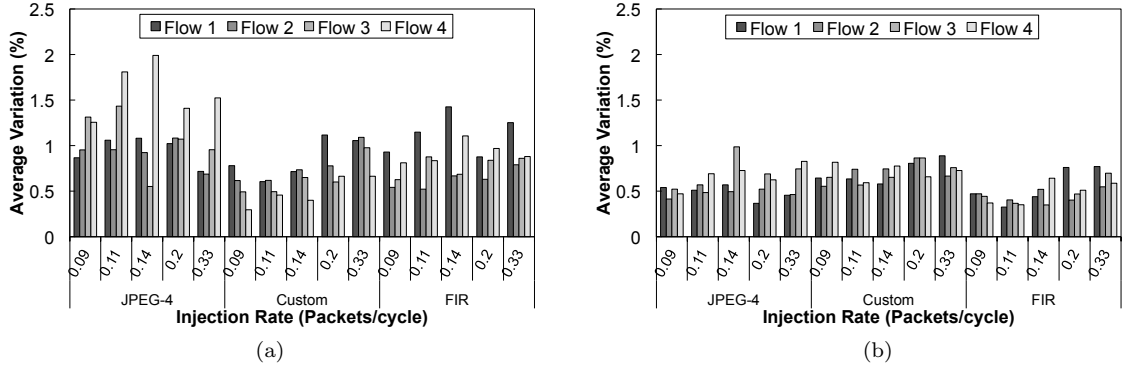 2.5
2
1.5
1
0.5
0
Average Variation (%)
Flow 1 Flow 2 Flow 3 Flow 4
0.09 0.11 0.14 0.2 0.33 0.09 0.11 0.14 0.2 0.33 0.09 0.11 0.14 0.2 0.33
JPEG-4 Custom FIR
Injection Rate (Packets/cycle)
(a)
2.5
2
1.5
1
0.5
0
Average Variation (%)
Flow 1 Flow 2 Flow 3 Flow 4
0.09 0.11 0.14 0.2 0.33 0.09 0.11 0.14 0.2 0.33 0.09 0.11 0.14 0.2 0.33
JPEG-4 Custom FIR
Injection Rate (Packets/cycle)
(b)